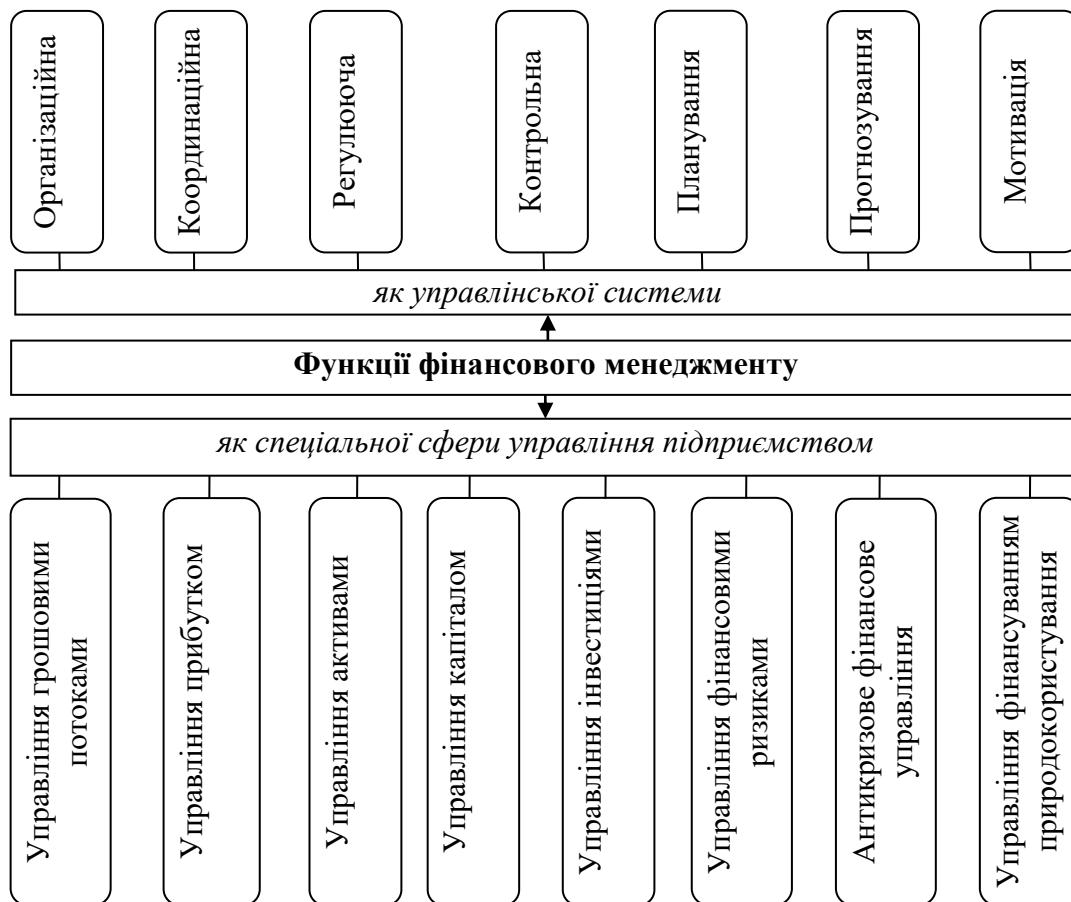 Організаційна
Координаційна
Регулююча
Контрольна
Планування
Прогнозування
Мотивація
як управлінської системи
Функції фінансового менеджменту
як спеціальної сфери управління підприємством
Управління грошовими
потоками
Управління прибутком
Управління активами
Управління капіталом
Управління інвестиціями
Управління фінансовими
ризиками
Антикризове фінансове
управління
Управління фінансуванням
природокористування